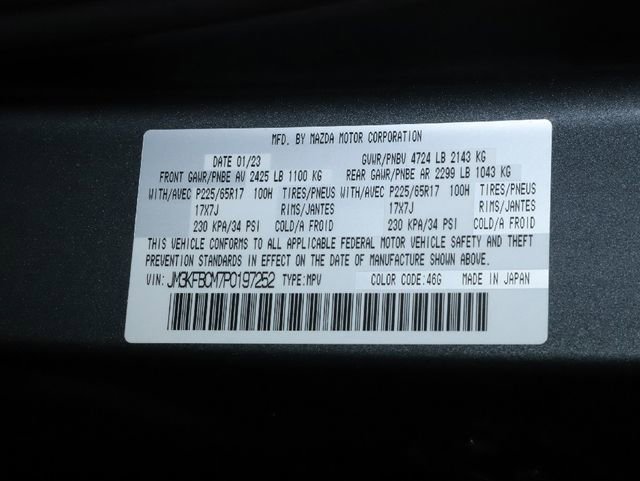 MFD. BY MAZDA MOTOR CORPORATION
DATE 01/23 GVWR/PNBV 4724 LB 2143 KG
FRONT GAWR/PNBE AV 2425 LB 1100 KG REAR GAWR/PNBE AR 2299 LB 1043 KG
WITH/AVEC P225/65R17 100H TIRES/PNEUS WITH/AVEC P225/65R17 100H TIRES/PNEUS
17X7J RIMS/JANTES 17X7J RIMS/JANTES
230 KPA/34 PSI COLD/A FROID 230 KPA/34 PSI COLD/A FROID
THIS VEHICLE CONFORMS TO ALL APPLICABLE FEDERAL MOTOR VEHICLE SAFETY AND THEFT
PREVENTION STANDARDS IN EFFECT ON THE DATE OF MANUFACTURE SHOWN ABOVE.
VIN: JM3KFBCM7P0197252 TYPE:MPV COLOR CODE:46G MADE IN JAPAN